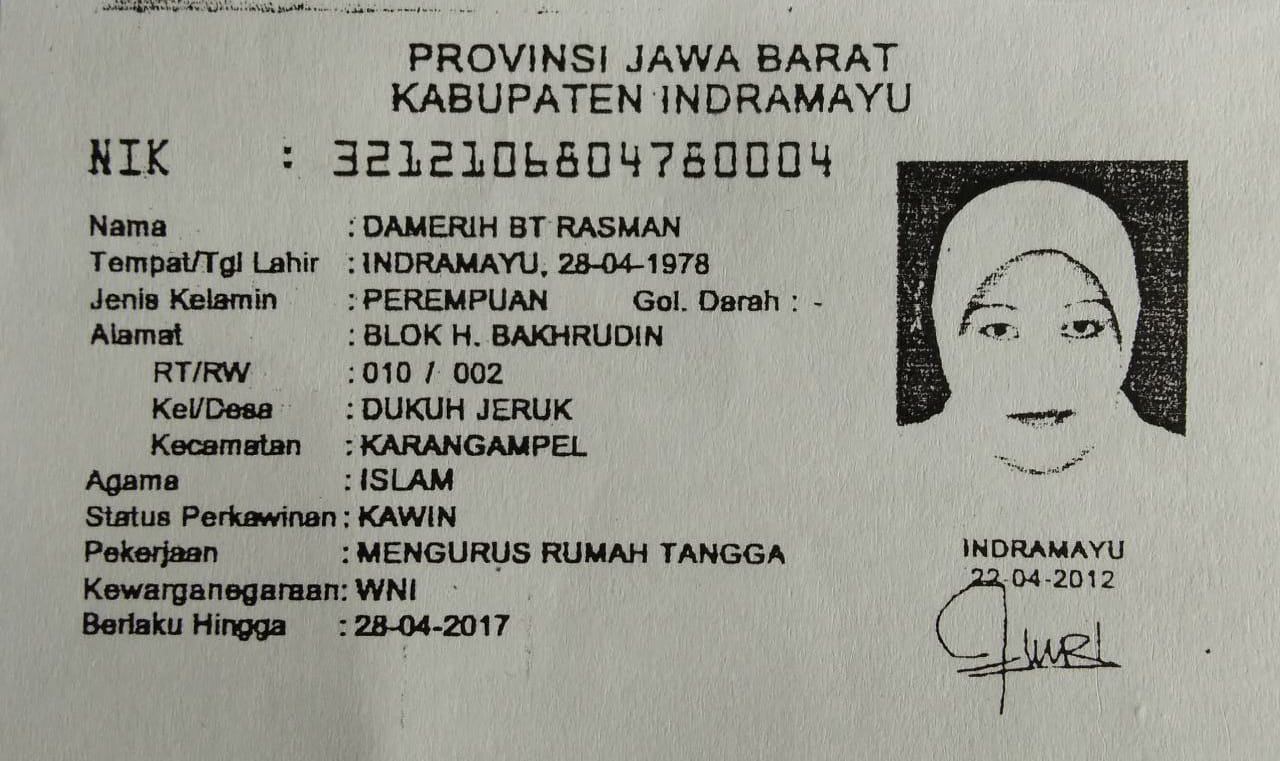 PROVINSI JAWA BARAT
KABUPATEN INDRAMAYU
NIK : 3212106804780004
Nama : DAMERIH BT RASMAN
Tempat/Tgl Lahir : INDRAMAYU, 28-04-1978
Jenis Kelamin : PEREMPUAN Gol. Darah : -
Alamat : BLOK H. BAKHRUDIN
RT/RW : 010 / 002
Kel/Desa : DUKUH JERUK
Kecamatan : KARANGAMPEL
Agama : ISLAM
Status Perkawinan : KAWIN
Pekerjaan : MENGURUS RUMAH TANGGA
Kewarganegaraan : WNI
Berlaku Hingga : 28-04-2017
INDRAMAYU
22-04-2012